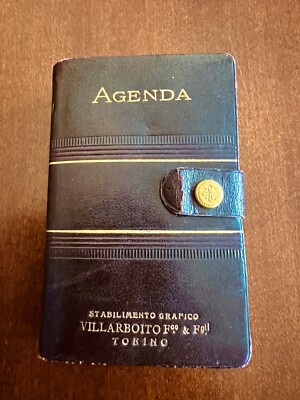 AGENDA
STABILIMENTO GRAFICO
VILLARBOITO Fco & Fgli
TORINO